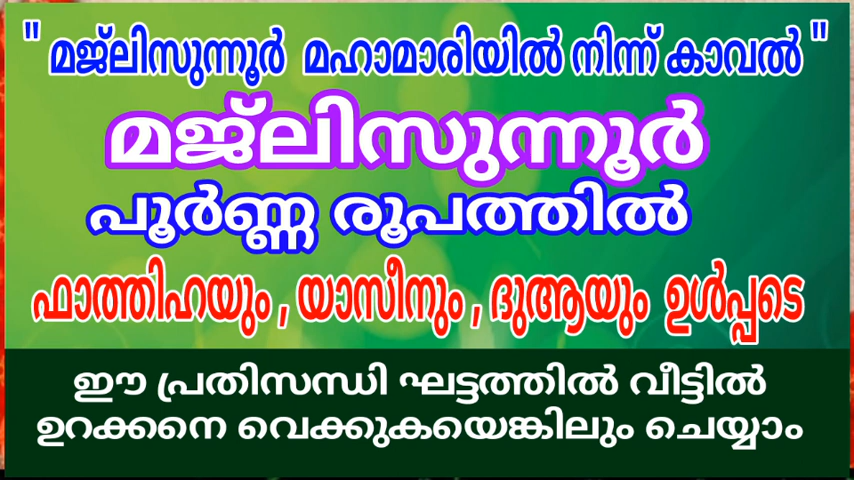 " മജ്‌ലിസുന്നൂർ മഹാമാരിയിൽ നിന്ന് കാവൽ "
മജ്‌ലിസുന്നൂർ
പൂർണ്ണ രൂപത്തിൽ
ഫാത്തിഹയും , യാസീനും , ദുആയും ഉൾപ്പടെ
ഈ പ്രതിസന്ധി ഘട്ടത്തിൽ വീട്ടിൽ
ഉറക്കനെ വെക്കുകയെങ്കിലും ചെയ്യാം